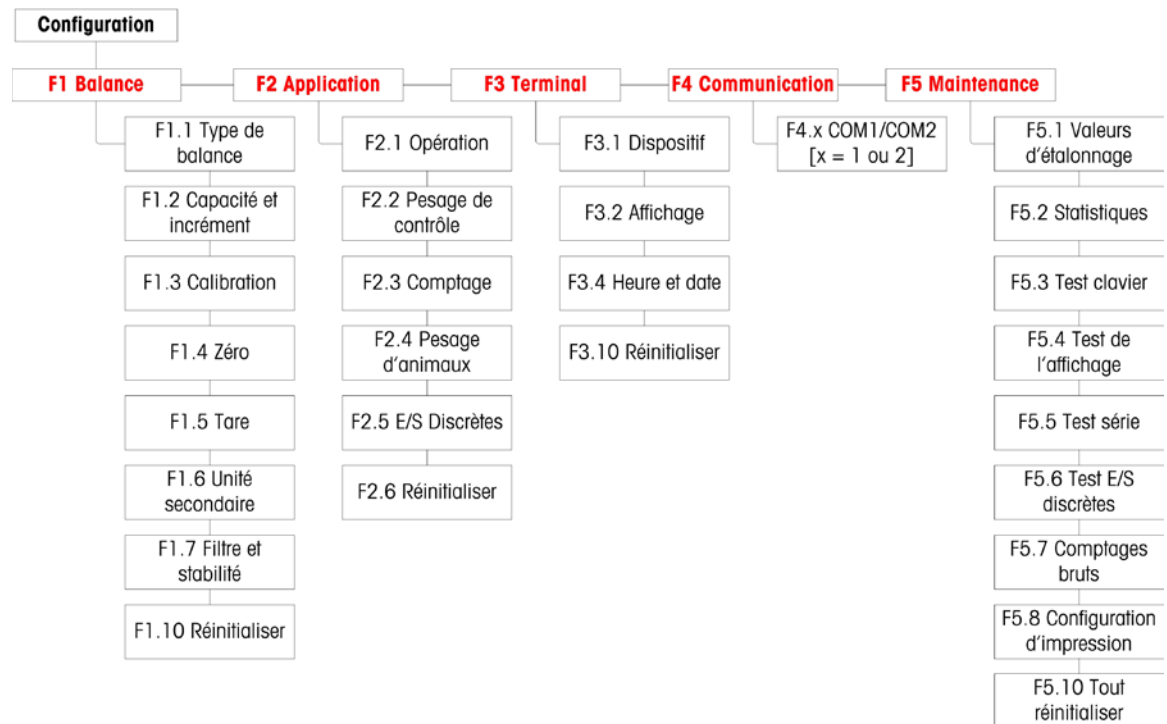 Configuration
F1 Balance
F2 Application
F3 Terminal
F4 Communication
F5 Maintenance
F1.1 Type de
balance
F1.2 Capacité et
incrément
F1.3 Calibration
F1.4 Zéro
F1.5 Tare
F1.6 Unité
secondaire
F1.7 Filtre et
stabilité
F1.10 Réinitialiser
F2.1 Opération
F2.2 Pesage de
contrôle
F2.3 Comptage
F2.4 Pesage
d'animaux
F2.5 E/S Discrètes
F2.6 Réinitialiser
F3.1 Dispositif
F3.2 Affichage
F3.4 Heure et date
F3.10 Réinitialiser
F4.x COM1/COM2
[x = 1 ou 2]
F5.1 Valeurs
d'étalonnage
F5.2 Statistiques
F5.3 Test clavier
F5.4 Test de
l'affichage
F5.5 Test série
F5.6 Test E/S
discrètes
F5.7 Comptages
bruts
F5.8 Configuration
d'impression
F5.10 Tout
réinitialiser